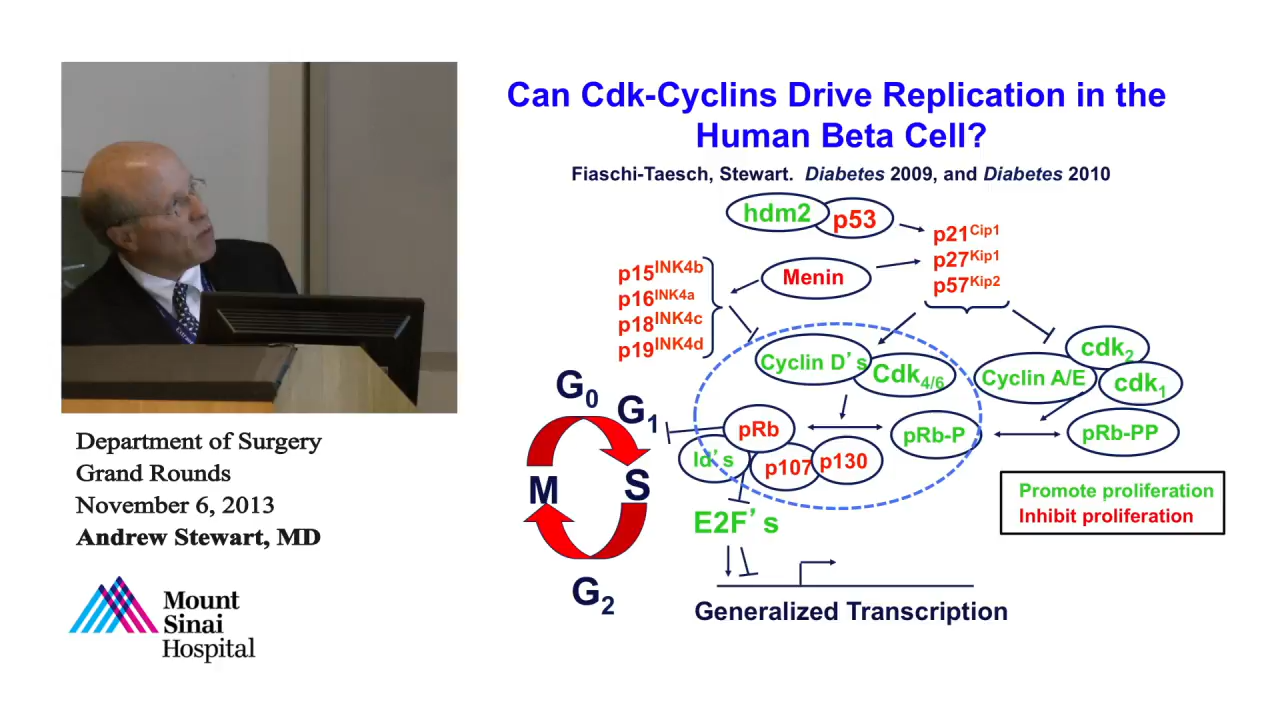 Can Cdk-Cyclins Drive Replication in the
Human Beta Cell?
Fiaschi-Taesch, Stewart. Diabetes 2009, and Diabetes 2010
hdm2
p53
p21Cip1
p27Kip1
p57Kip2
p15INK4b
p16INK4a
p18INK4c
p19INK4d
Menin
Cyclin D's
Cdk4/6
Cyclin A/E
cdk2
cdk1
G0
G1
S
M
G2
pRb
Id's
p107
p130
pRb-P
pRb-PP
E2F's
Generalized Transcription
Promote proliferation
Inhibit proliferation
Department of Surgery
Grand Rounds
November 6, 2013
Andrew Stewart, MD
Mount
Sinai
Hospital